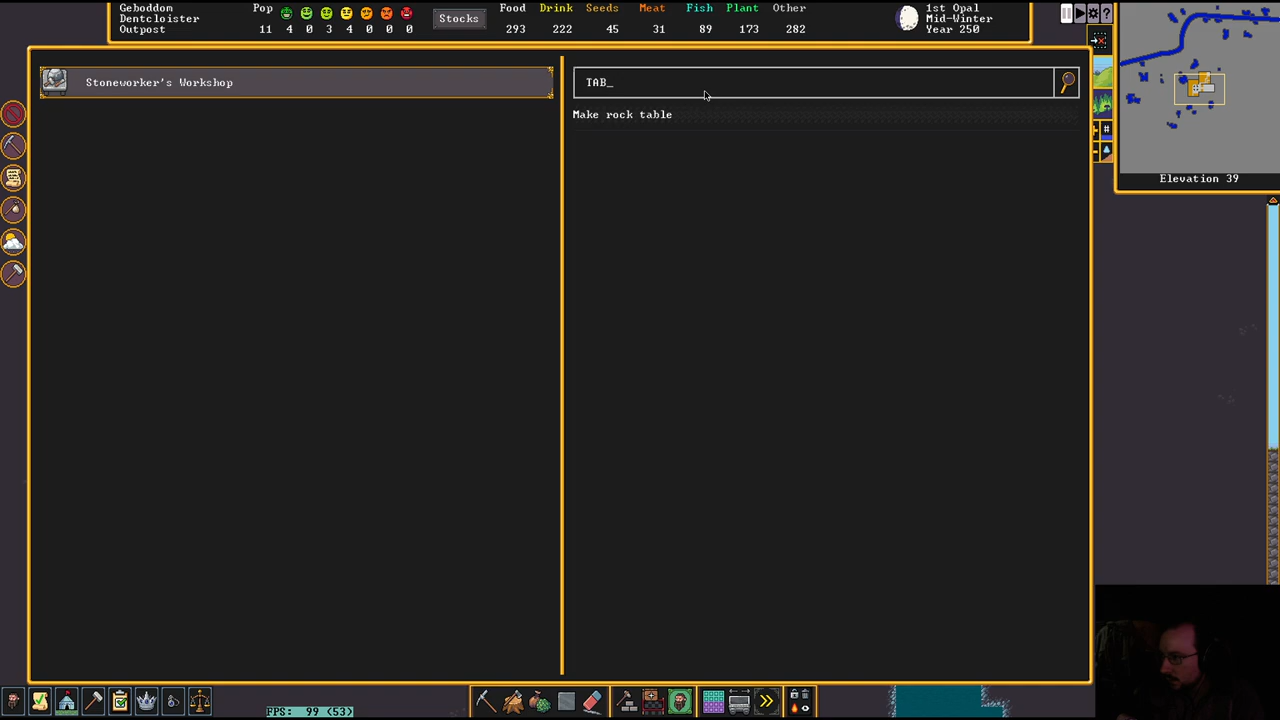 Geboddom
Dentcloister
Outpost
Pop
11 4 0 3 4 0 0 0
Stocks
Food Drink Seeds Meat Fish Plant Other
293 222 45 31 89 173 282
1st Opal
Mid-Winter
Year 250
?
Elevation 39
Stoneworker's Workshop
TAB_
Make rock table
FPS: 99 (53)